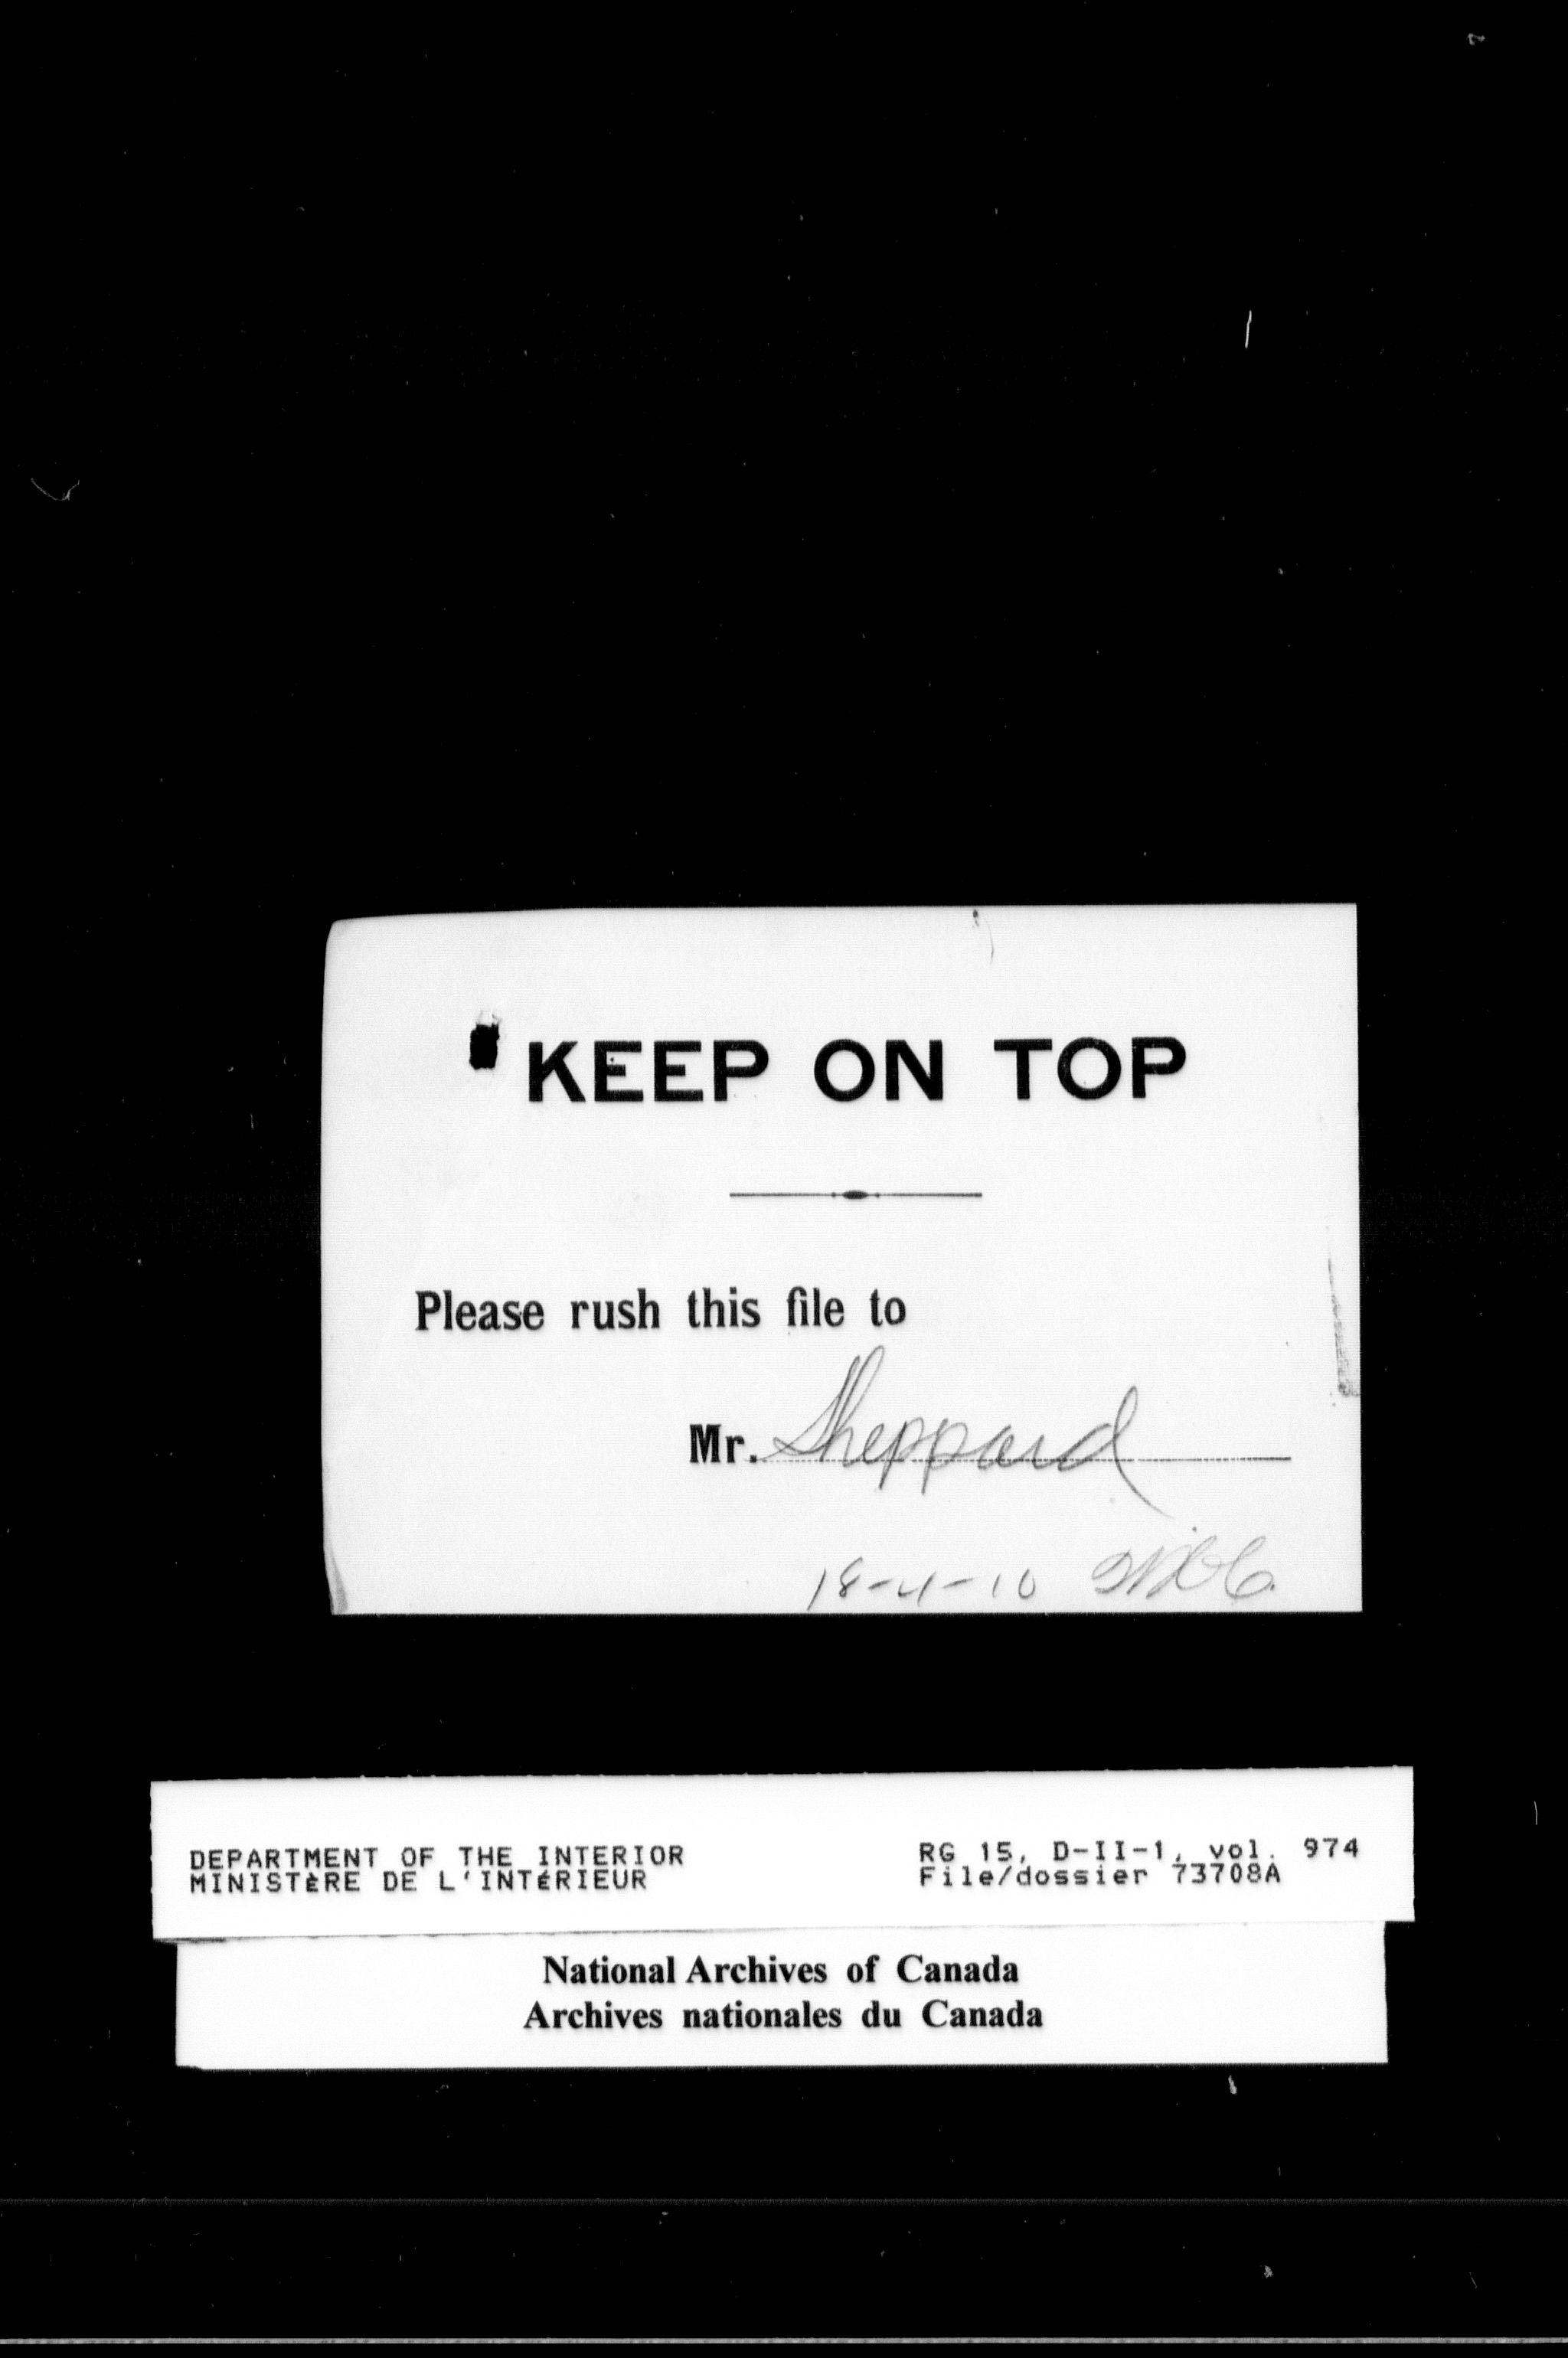 KEEP ON TOP
Please rush this file to
Mr. Sheppard
18-4-10
DEPARTMENT OF THE INTERIOR
MINISTÈRE DE L'INTÉRIEUR
RG 15, D-II-1, vol. 974
File/dossier 73708A
National Archives of Canada
Archives nationales du Canada